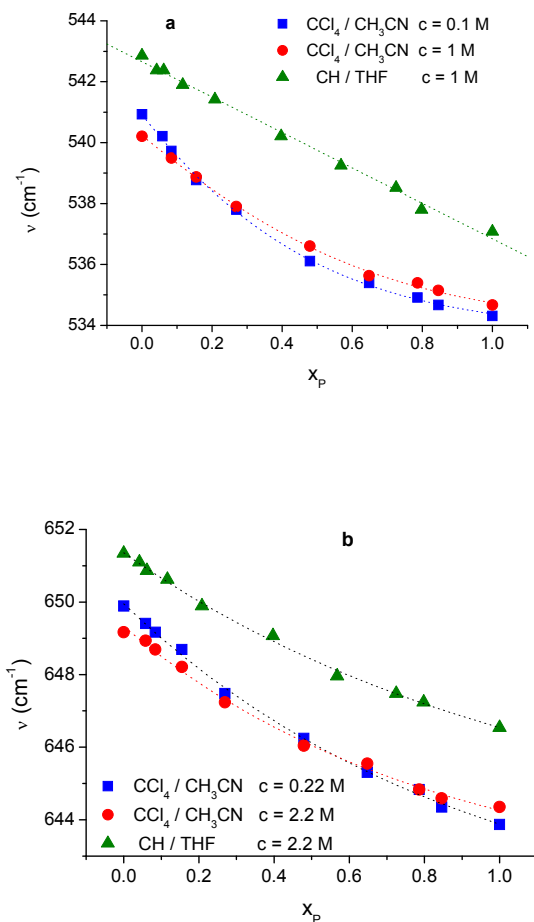 a
CCl₄ / CH₃CN c = 0.1 M
CCl₄ / CH₃CN c = 1 M
CH / THF c = 1 M
544
542
540
538
536
534
ν (cm⁻¹)
0.0 0.2 0.4 0.6 0.8 1.0
x_P
b
652
650
648
646
644
ν (cm⁻¹)
CCl₄ / CH₃CN c = 0.22 M
CCl₄ / CH₃CN c = 2.2 M
CH / THF c = 2.2 M
0.0 0.2 0.4 0.6 0.8 1.0
x_P